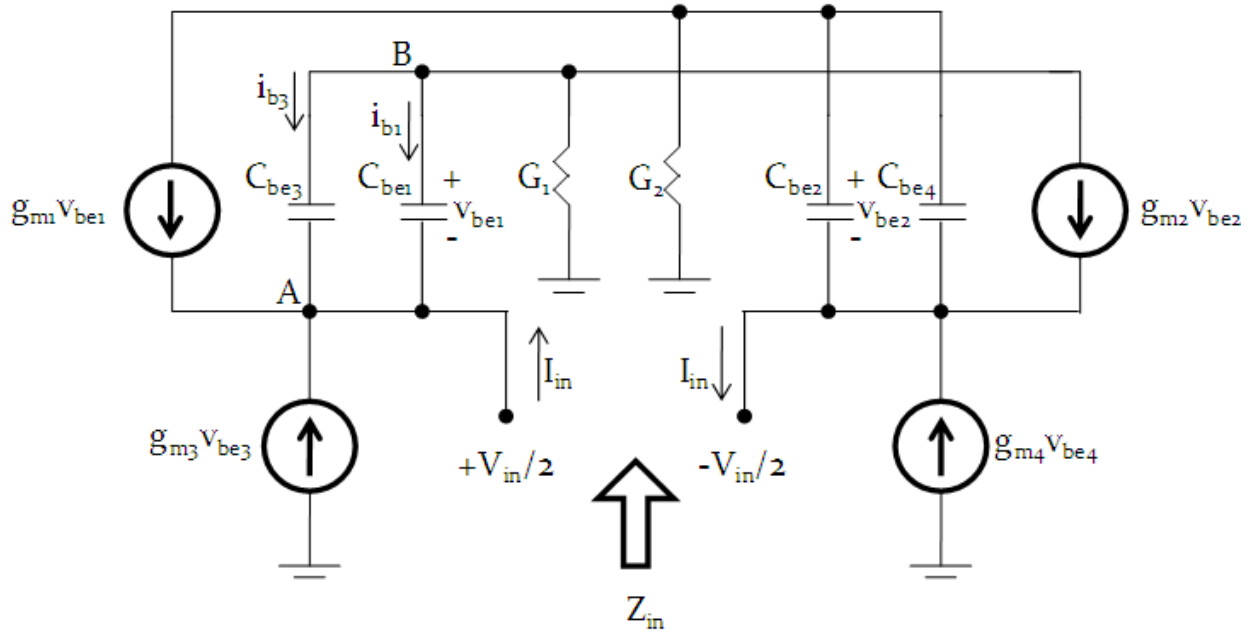 B
i_b3
i_b1
C_be3
C_be1
+
v_be1
-
G_1
G_2
C_be2
+
v_be2
-
C_be4
g_m1v_be1
g_m2v_be2
A
I_in
I_in
g_m3v_be3
+V_in/2
-V_in/2
g_m4v_be4
Z_in